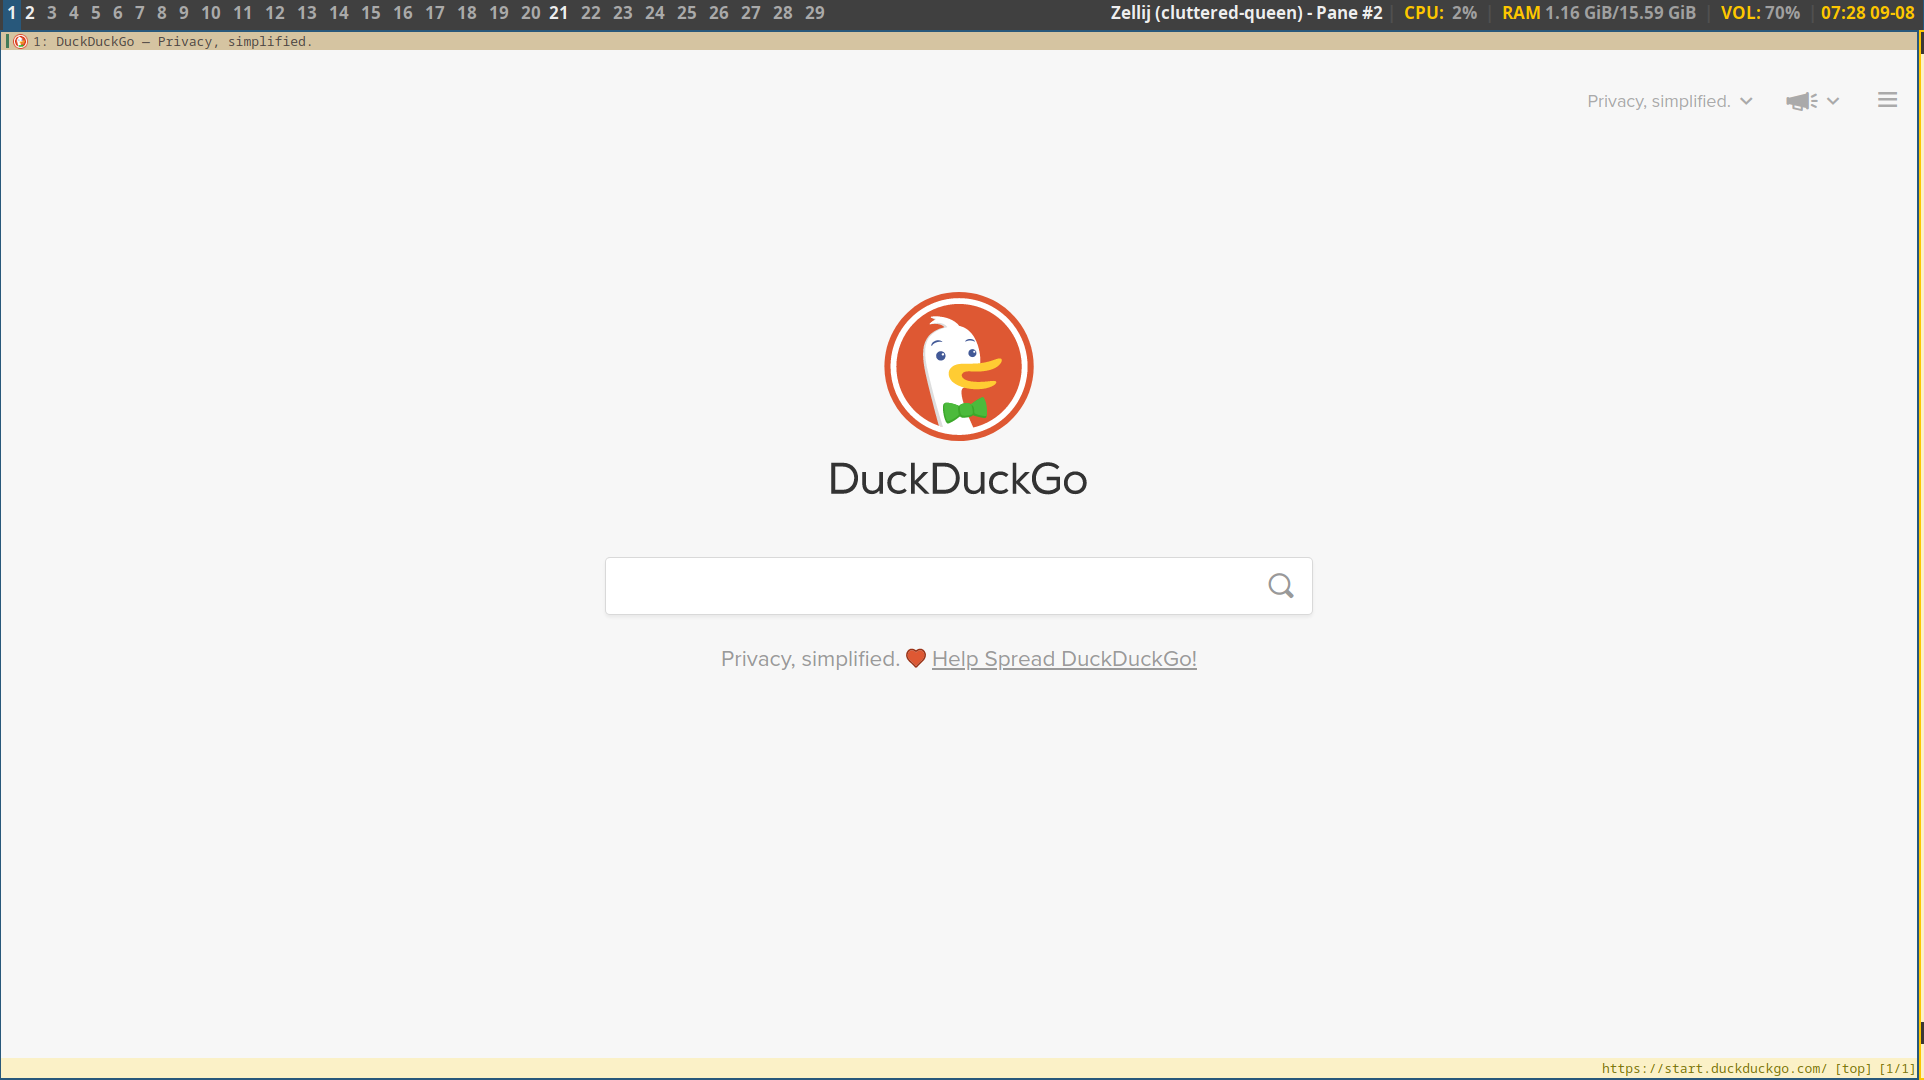 1 2 3 4 5 6 7 8 9 10 11 12 13 14 15 16 17 18 19 20 21 22 23 24 25 26 27 28 29 Zellij (cluttered-queen) - Pane #2 | CPU: 2% | RAM 1.16 GiB/15.59 GiB | VOL: 70% | 07:28 09-08
1: DuckDuckGo — Privacy, simplified.
Privacy, simplified.
DuckDuckGo
Privacy, simplified. Help Spread DuckDuckGo!
https://start.duckduckgo.com/ [top] [1/1]